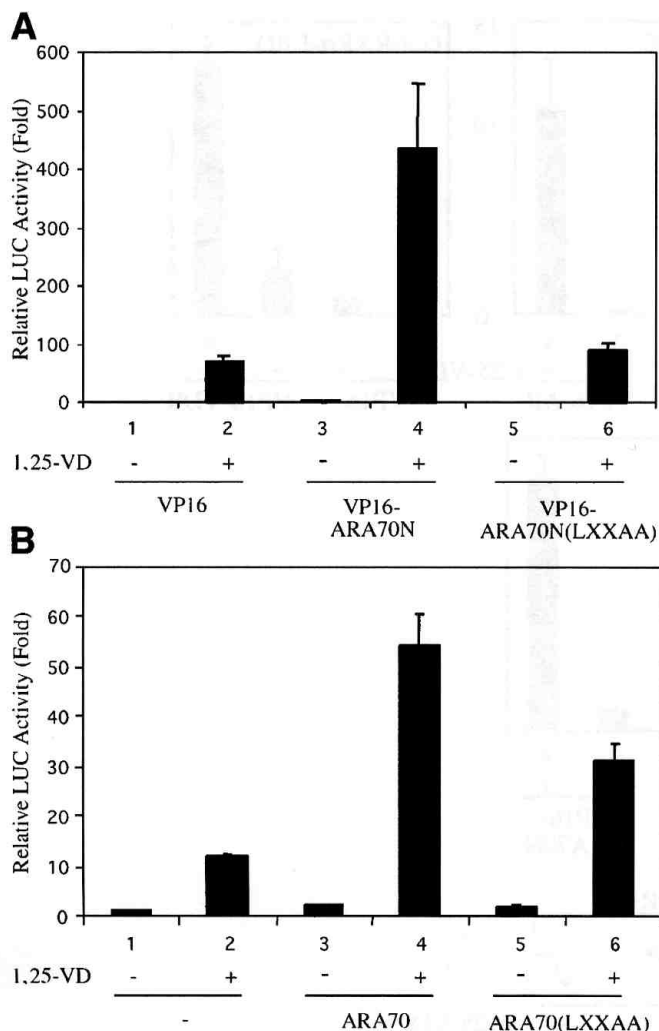 A
600
500
400
300
200
100
0
Relative LUC Activity (Fold)
1 2 3 4 5 6
1,25-VD - + - + - +
VP16 VP16- VP16-
ARA70N ARA70N(LXXAA)
B
70
60
50
40
30
20
10
0
Relative LUC Activity (Fold)
1 2 3 4 5 6
1,25-VD - + - + - +
- ARA70 ARA70(LXXAA)